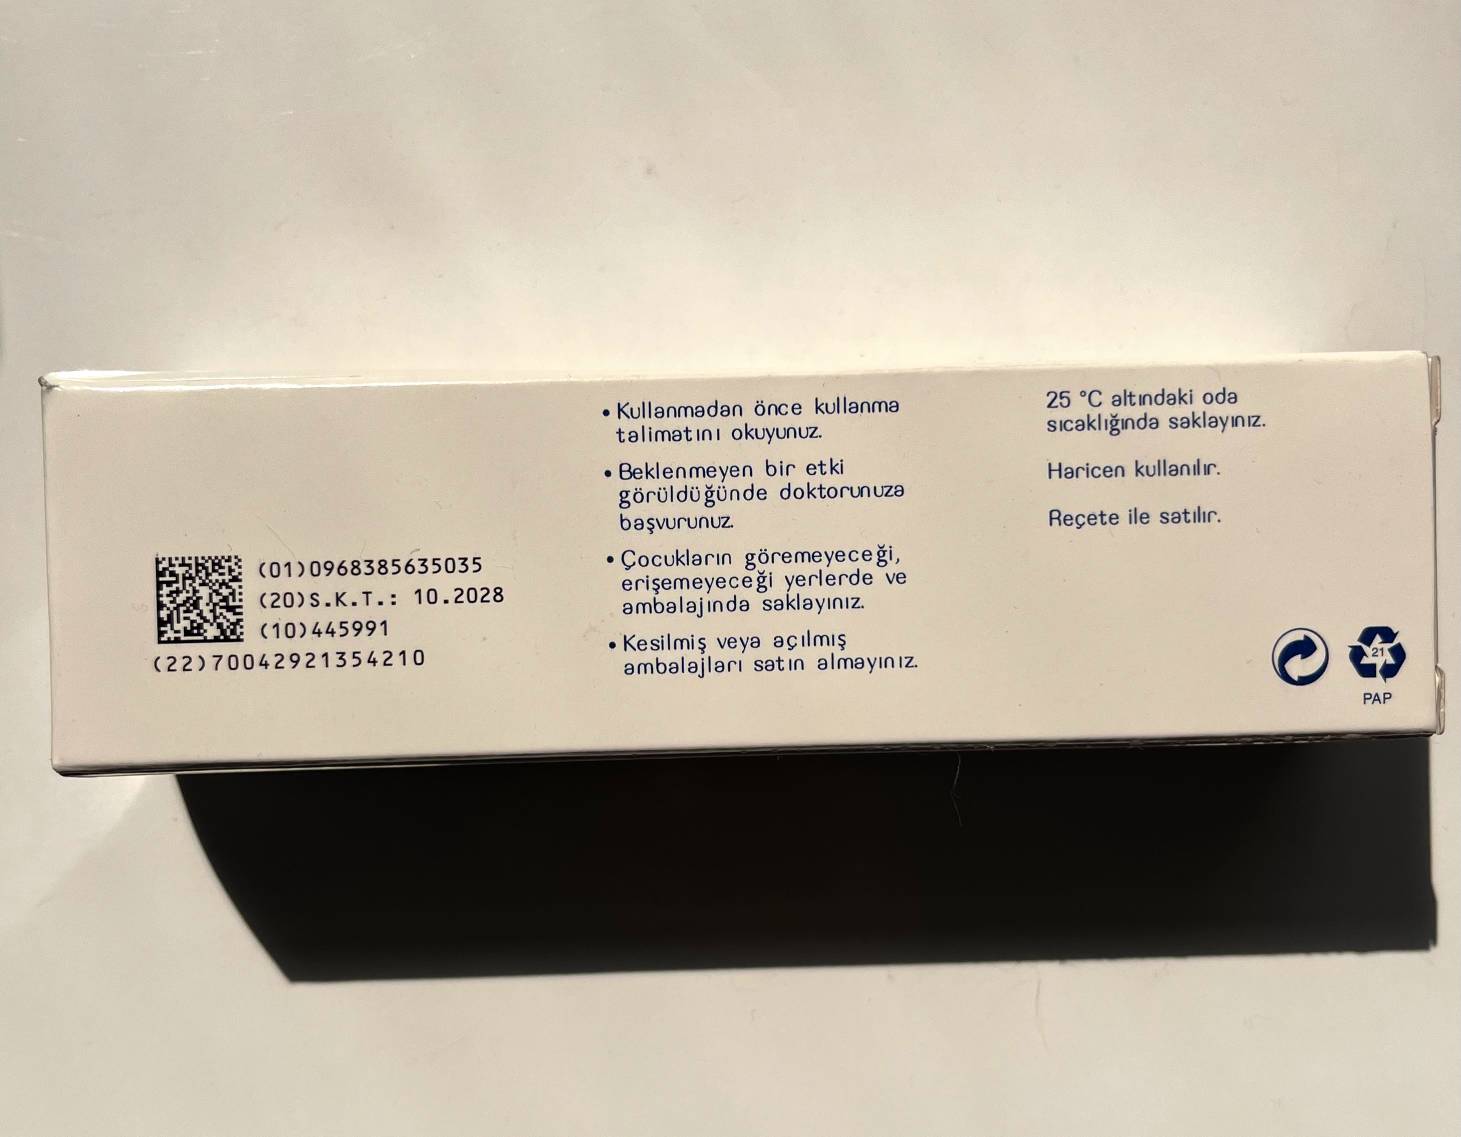 (01)0968385635035
(20)S.K.T.: 10.2028
(10)445991
(22)70042921354210
• Kullanmadan önce kullanma
talimatını okuyunuz.
• Beklenmeyen bir etki
görüldüğünde doktorunuza
başvurunuz.
• Çocukların göremeyeceği,
erişemeyeceği yerlerde ve
ambalajında saklayınız.
• Kesilmiş veya açılmış
ambalajları satın almayınız.
25 °C altındaki oda
sıcaklığında saklayınız.
Haricen kullanılır.
Reçete ile satılır.
21
PAP